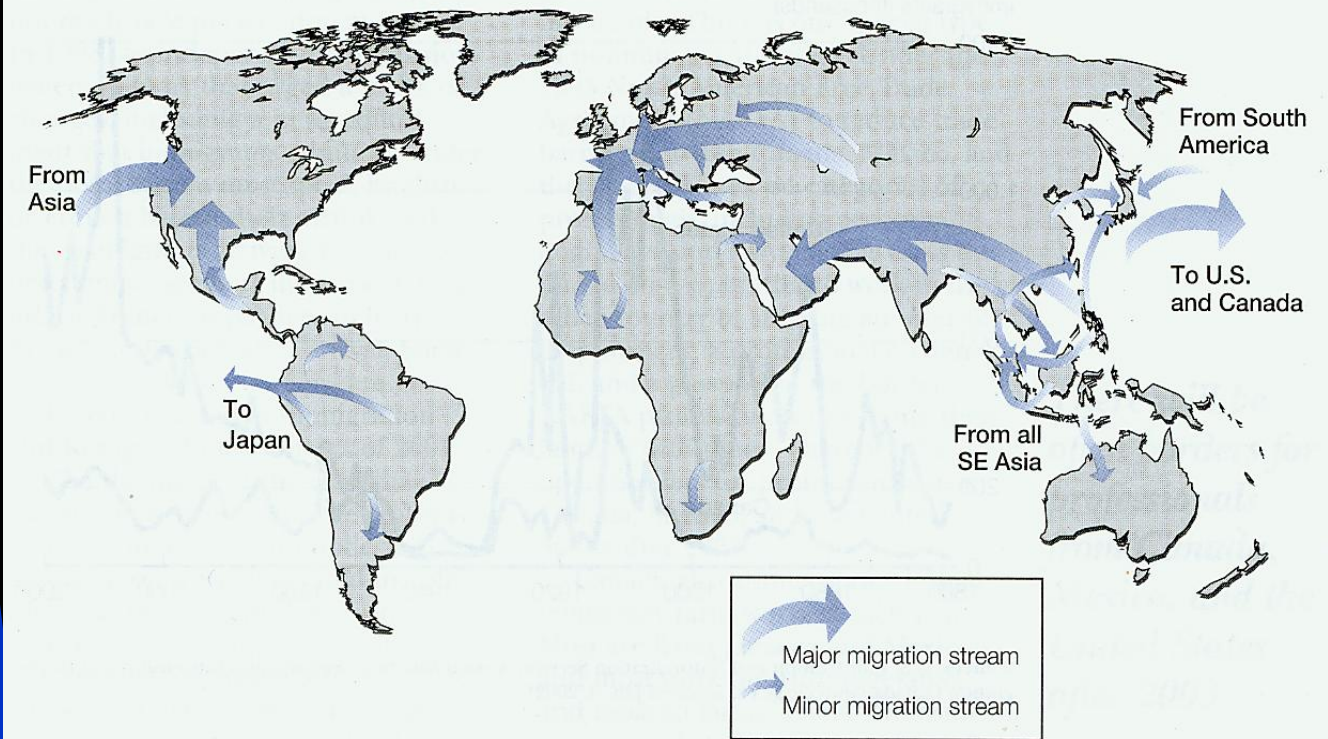 From
Asia
From South
America
To U.S.
and Canada
To
Japan
From all
SE Asia
Major migration stream
Minor migration stream